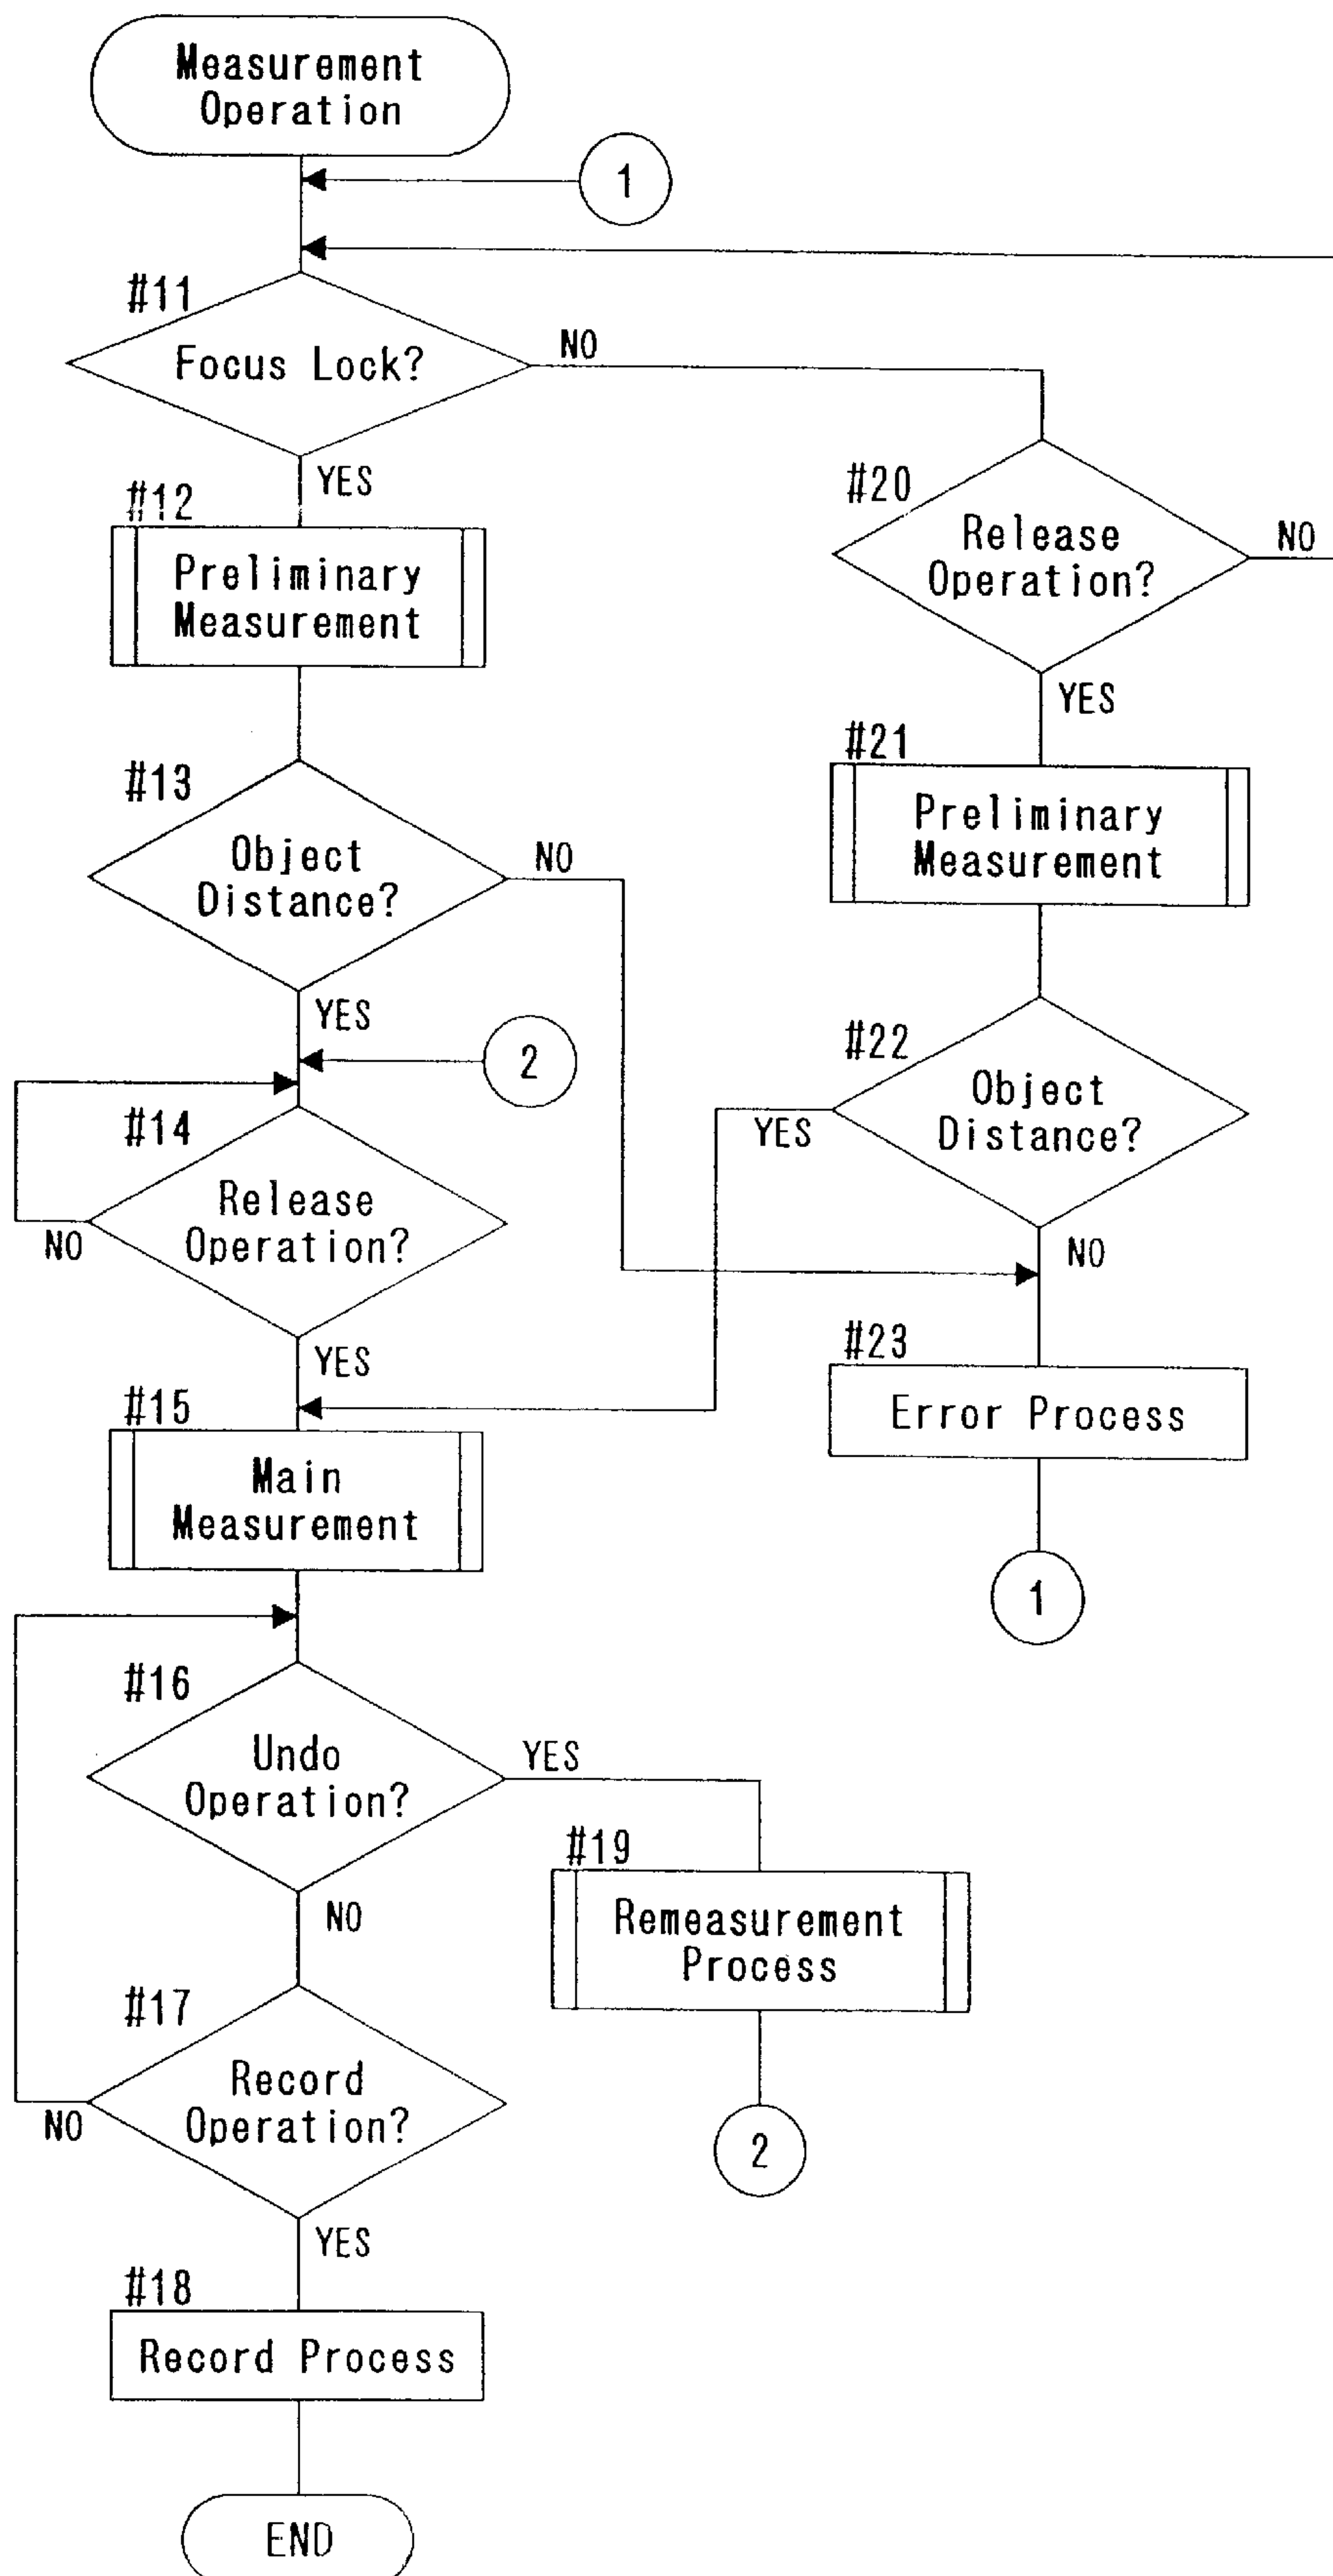 Measurement
Operation
1
#11
Focus Lock?
NO
YES
#12
Preliminary
Measurement
#13
Object
Distance?
NO
YES
2
#14
Release
Operation?
NO
YES
#15
Main
Measurement
#16
Undo
Operation?
YES
NO
#19
Remeasurement
Process
2
#17
Record
Operation?
NO
YES
#18
Record Process
END
#20
Release
Operation?
NO
YES
#21
Preliminary
Measurement
#22
Object
Distance?
YES
NO
#23
Error Process
1